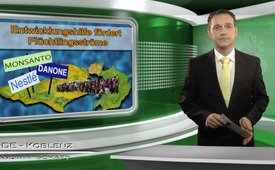 Entwicklungshilfe fördert
Flüchtlingsströme
MONSANTO
Nestlé
DANONE
DE - KOBLENZ